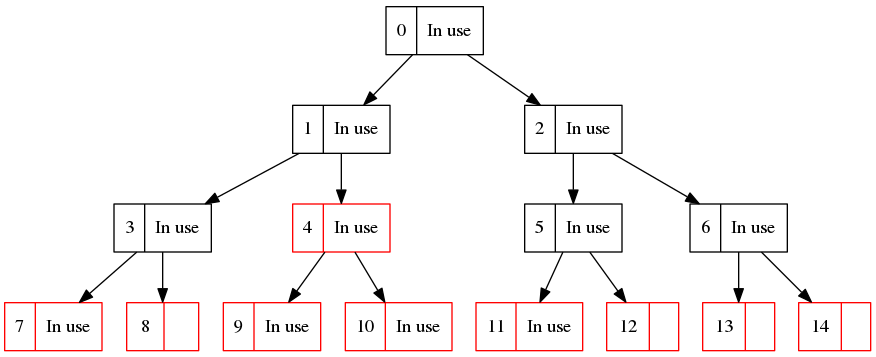 0 In use
1 In use
2 In use
3 In use
4 In use
5 In use
6 In use
7 In use
8
9 In use
10 In use
11 In use
12
13
14